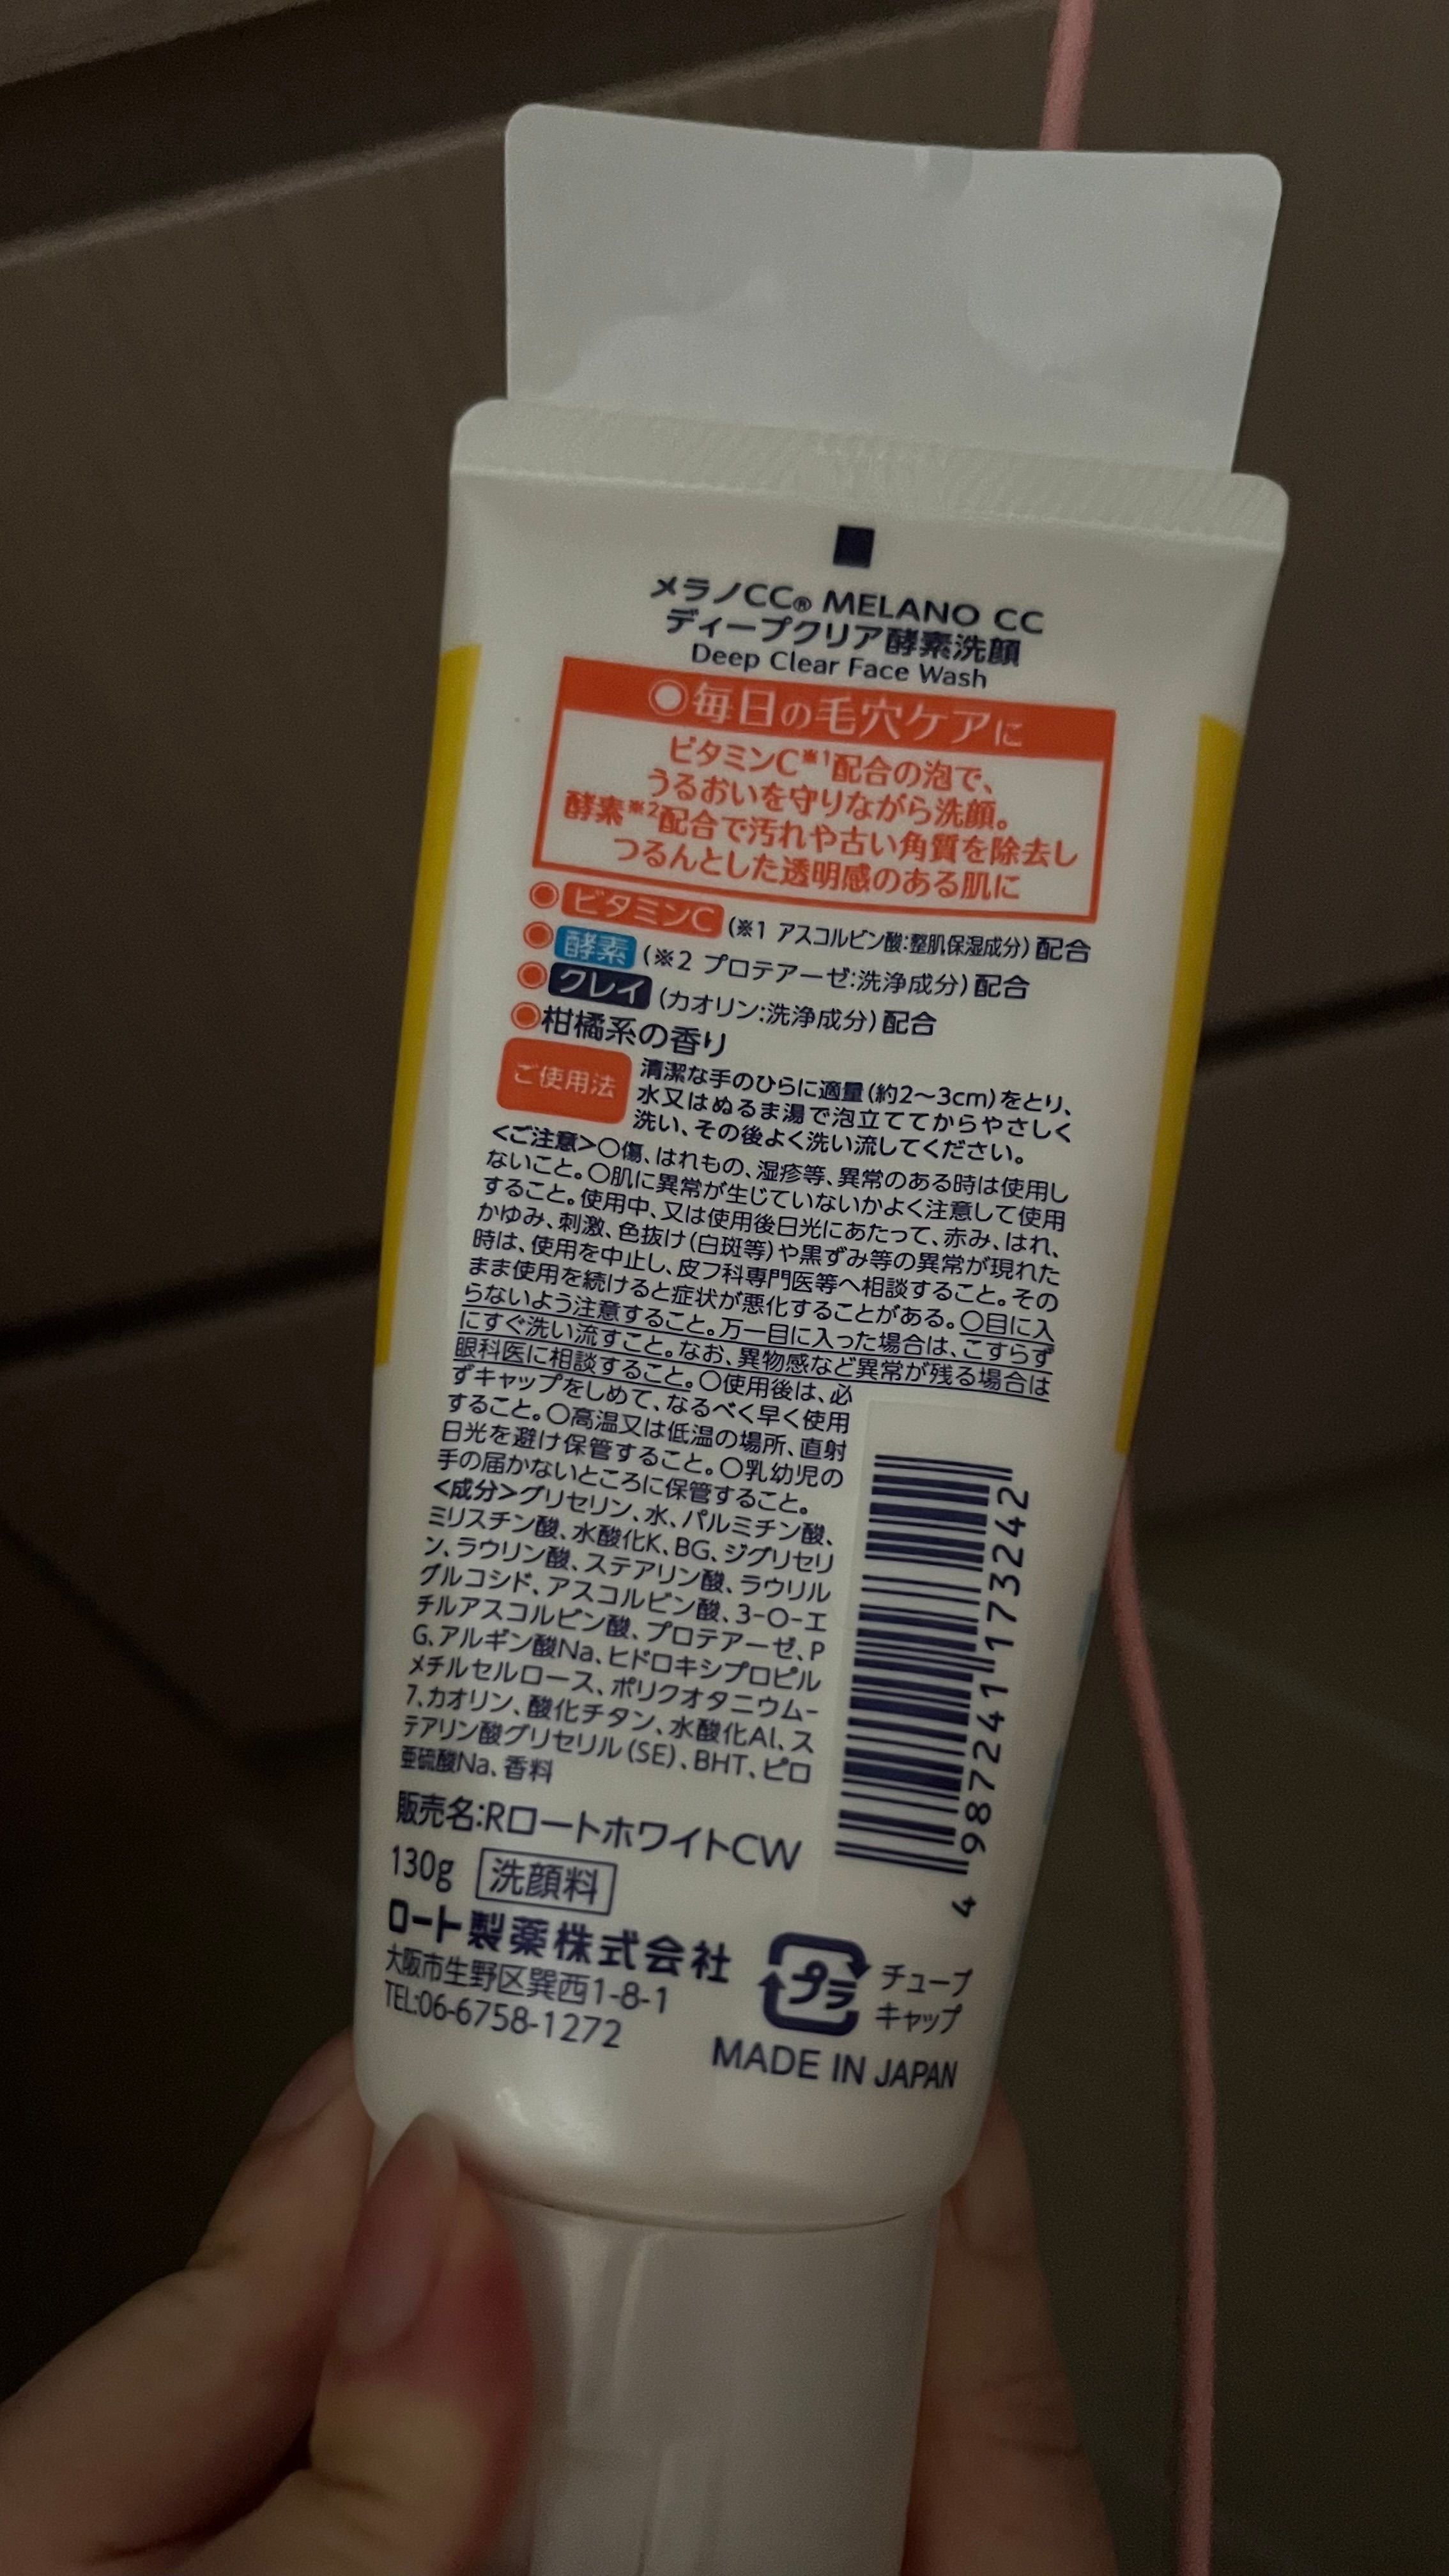 メラノCC® MELANO CC
ディープクリア酵素洗顔
Deep Clear Face Wash
●毎日の毛穴ケアに
ビタミンC※1配合の泡で、
うるおいを守りながら洗顔。
酵素※2配合で汚れや古い角質を除去し
つるんとした透明感のある肌に
●ビタミンC(※1 アスコルビン酸:整肌保湿成分)配合
●酵素(※2 プロテアーゼ:洗浄成分)配合
●クレイ(カオリン:洗浄成分)配合
●柑橘系の香り
ご使用法
清潔な手のひらに適量(約2〜3cm)をとり、
水又はぬるま湯で泡立ててからやさしく
洗い、その後よく洗い流してください。
<ご注意>○傷、はれもの、湿疹等、異常のある時は使用し
ないこと。○肌に異常が生じていないかよく注意して使用
すること。使用中、又は使用後日光にあたって、赤み、はれ、
かゆみ、刺激、色抜け(白斑等)や黒ずみ等の異常が現れた
時は、使用を中止し、皮フ科専門医等へ相談すること。その
まま使用を続けると症状が悪化することがある。○目に入
らないよう注意すること。万一目に入った場合は、こすらず
にすぐ洗い流すこと。なお、異物感など異常が残る場合は
眼科医に相談すること。○使用後は、必
ずキャップをしめて、なるべく早く使用
すること。○高温又は低温の場所、直射
日光を避け保管すること。○乳幼児の
手の届かないところに保管すること。
<成分>グリセリン、水、パルミチン酸、
ミリスチン酸、水酸化K、BG、ジグリセリ
ン、ラウリン酸、ステアリン酸、ラウリル
グルコシド、アスコルビン酸、3-O-エ
チルアスコルビン酸、プロテアーゼ、P
G、アルギン酸Na、ヒドロキシプロピル
メチルセルロース、ポリクオタニウム-
7、カオリン、酸化チタン、水酸化Al、ス
テアリン酸グリセリル(SE)、BHT、ピロ
亜硫酸Na、香料
4 987241 173242
販売名:RロートホワイトCW
130g 洗顔料
ロート製薬株式会社
大阪市生野区巽西1-8-1
TEL:06-6758-1272
プラ
チューブ
キャップ
MADE IN JAPAN